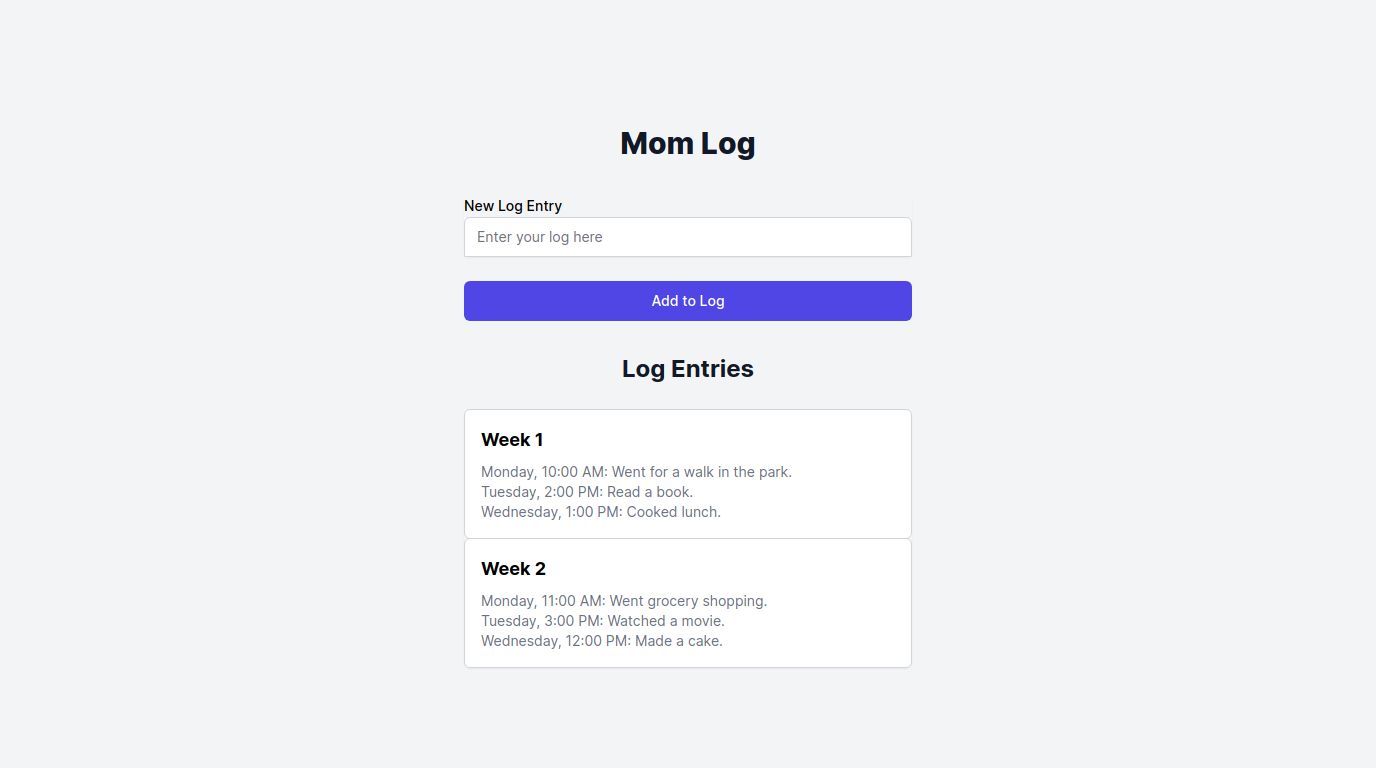 Mom Log
New Log Entry
Enter your log here
Add to Log
Log Entries
Week 1
Monday, 10:00 AM: Went for a walk in the park.
Tuesday, 2:00 PM: Read a book.
Wednesday, 1:00 PM: Cooked lunch.
Week 2
Monday, 11:00 AM: Went grocery shopping.
Tuesday, 3:00 PM: Watched a movie.
Wednesday, 12:00 PM: Made a cake.